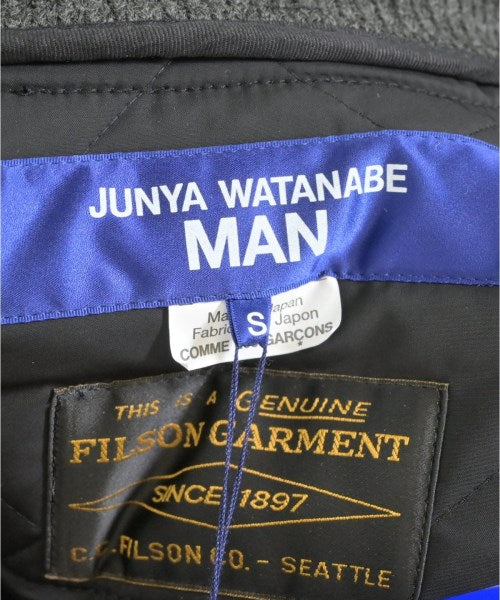 JUNYA WATANABE
MAN
S
Japan
Japon
COMME GARÇONS
THIS IS A GENUINE
FILSON GARMENT
SINCE 1897
C.C. FILSON CO. - SEATTLE